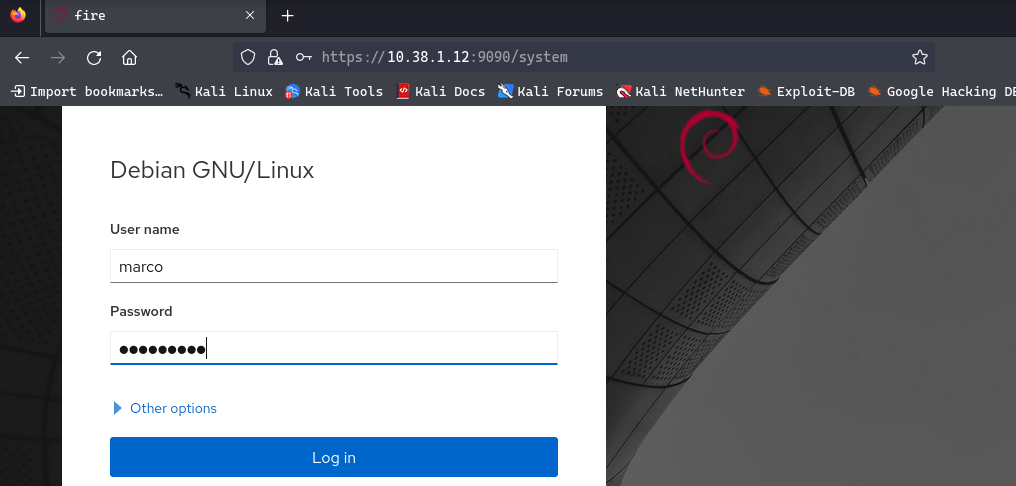 fire
https://10.38.1.12:9090/system
Import bookmarks... Kali Linux Kali Tools Kali Docs Kali Forums Kali NetHunter Exploit-DB Google Hacking DB
Debian GNU/Linux
User name
marco
Password
●●●●●●●●●
Other options
Log in